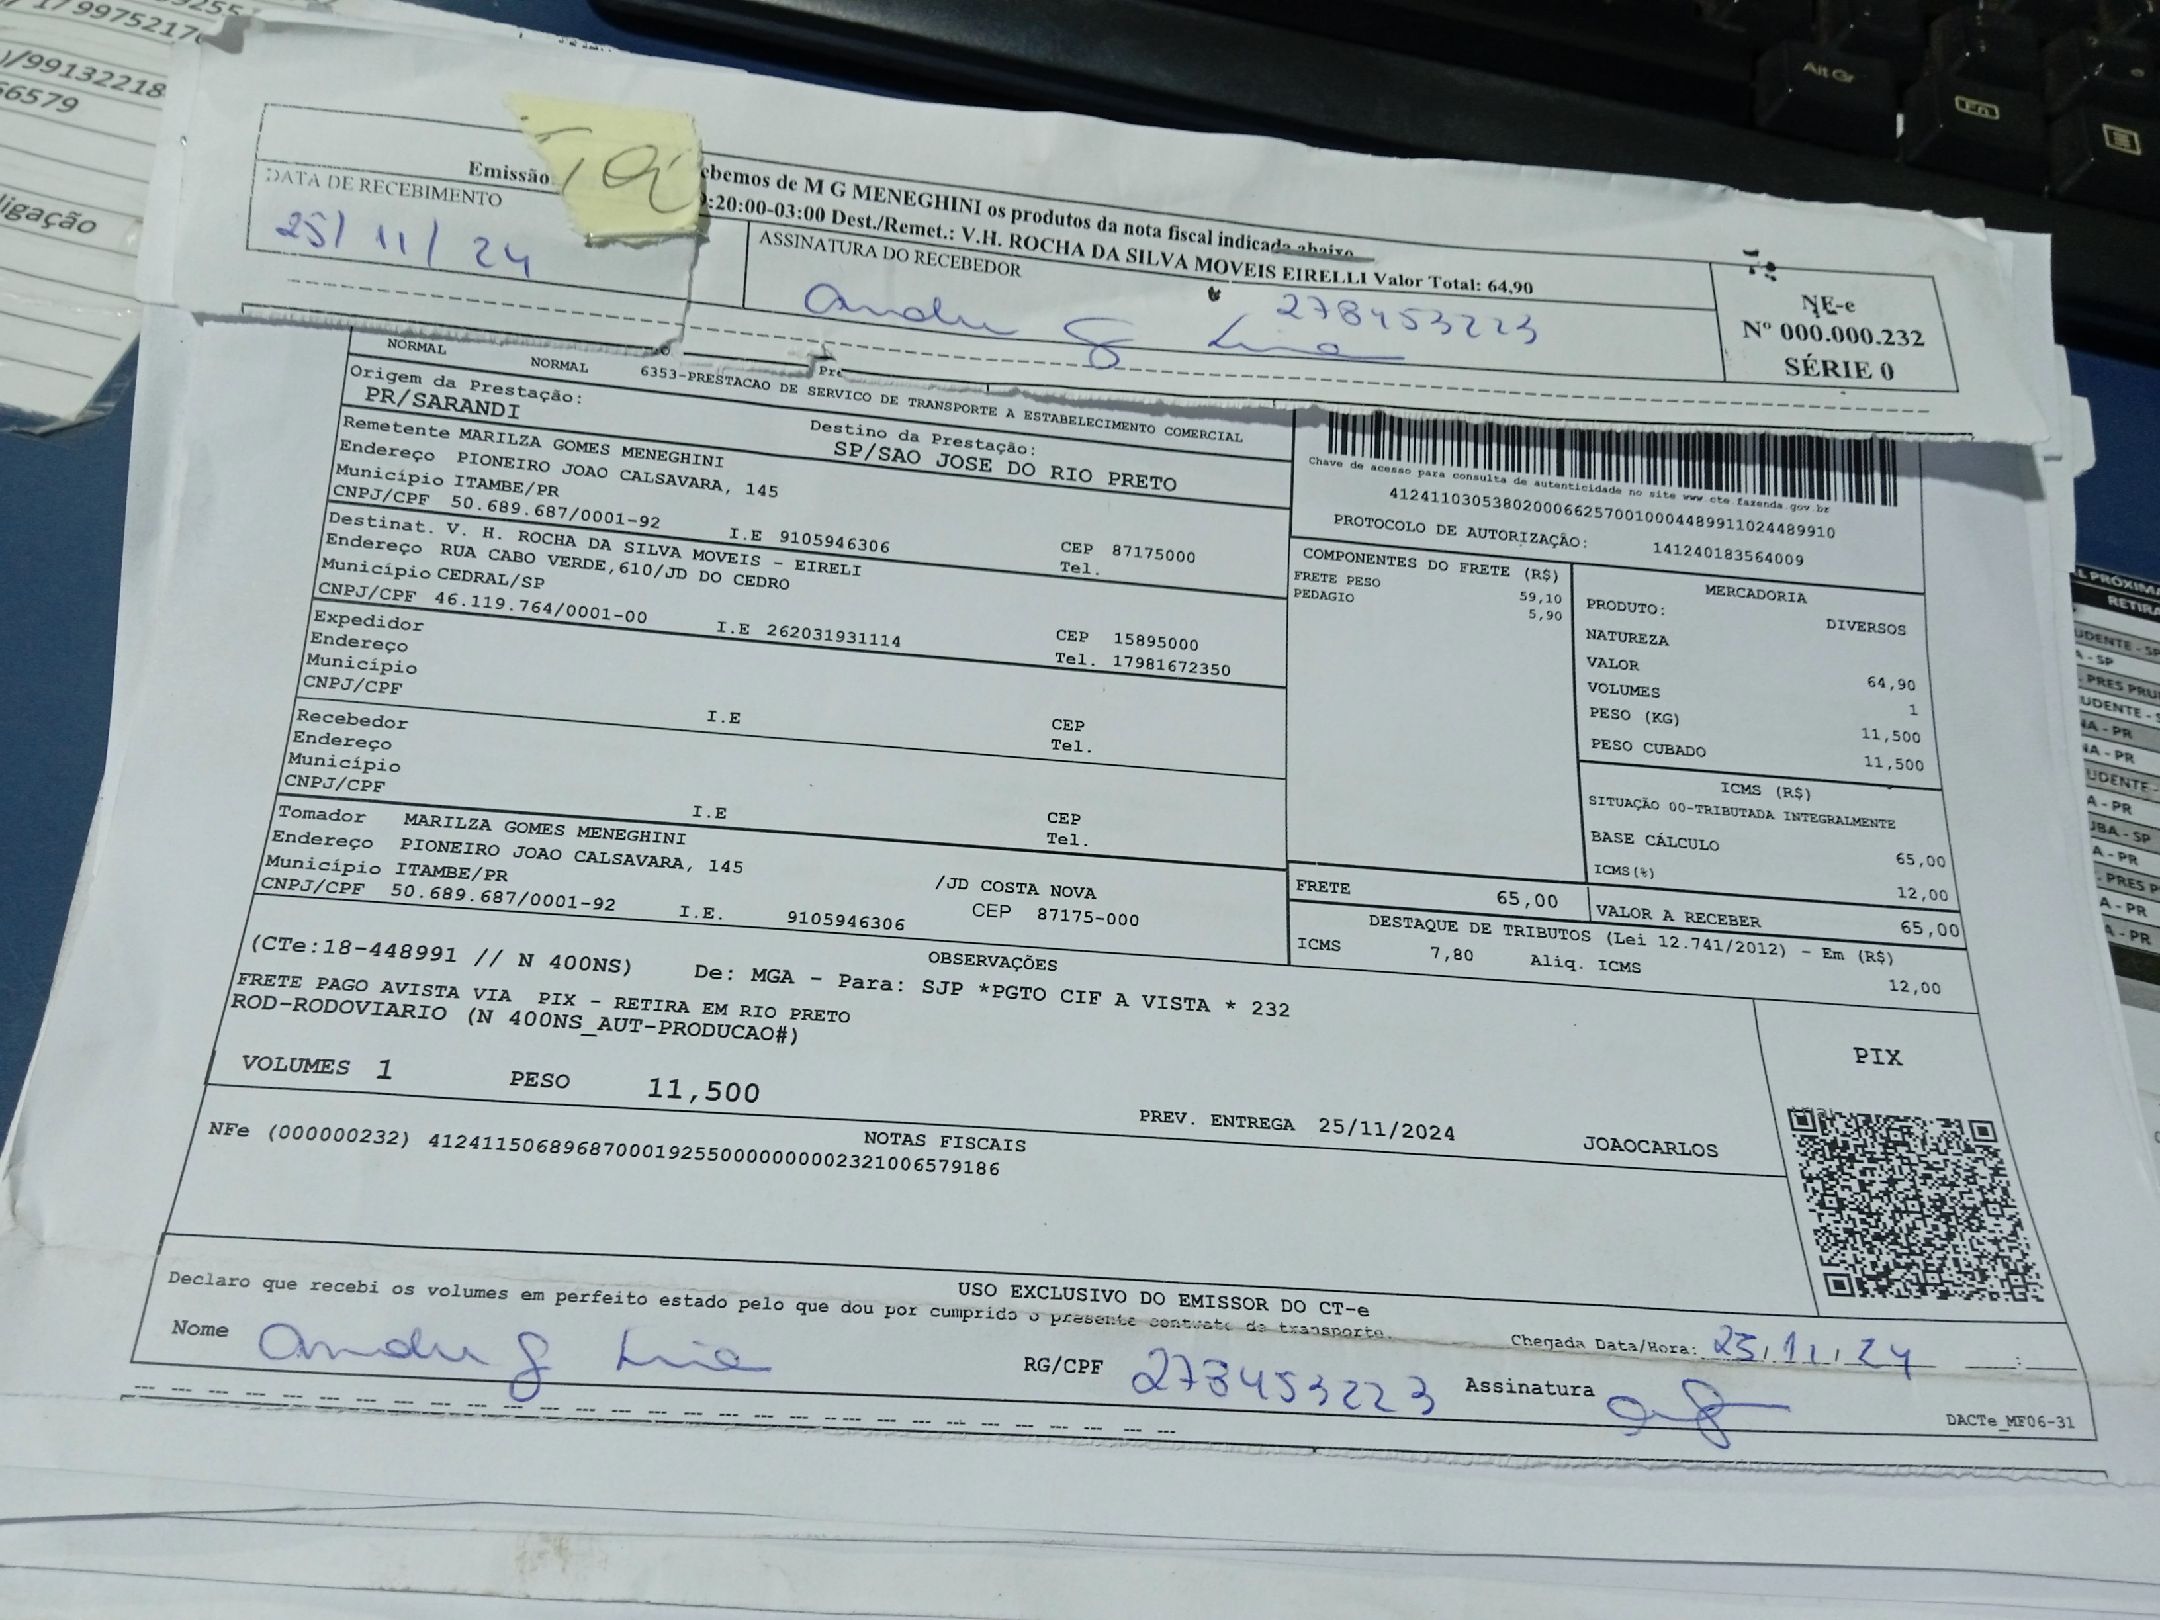 ligação
Alt Gr
Fn
Emissão
ebemos de M G MENEGHINI os produtos da nota fiscal indicada abaixo
:20:00-03:00 Dest./Remet.: V.H. ROCHA DA SILVA MOVEIS EIRELLI Valor Total: 64,90
DATA DE RECEBIMENTO
25/11/24
ASSINATURA DO RECEBEDOR
278453223
NF-e
Nº 000.000.232
SÉRIE 0
NORMAL NORMAL 6353-PRESTACAO DE SERVICO DE TRANSPORTE A ESTABELECIMENTO COMERCIAL
Origem da Prestação: Destino da Prestação:
PR/SARANDI SP/SAO JOSE DO RIO PRETO
Remetente MARILZA GOMES MENEGHINI
Endereço PIONEIRO JOAO CALSAVARA, 145
Município ITAMBE/PR CEP 87175000
CNPJ/CPF 50.689.687/0001-92 I.E 9105946306 Tel.
Destinat. V. H. ROCHA DA SILVA MOVEIS - EIRELI
Endereço RUA CABO VERDE,610/JD DO CEDRO
Município CEDRAL/SP CEP 15895000
CNPJ/CPF 46.119.764/0001-00 I.E 262031931114 Tel. 17981672350
Expedidor
Endereço
Município CEP
CNPJ/CPF I.E Tel.
Recebedor
Endereço
Município CEP
CNPJ/CPF I.E Tel.
Tomador MARILZA GOMES MENEGHINI
Endereço PIONEIRO JOAO CALSAVARA, 145 /JD COSTA NOVA
Município ITAMBE/PR CEP 87175-000
CNPJ/CPF 50.689.687/0001-92 I.E. 9105946306
Chave de acesso para consulta de autenticidade no site www.cte.fazenda.gov.br
41241103053802000662570010004489911024489910
PROTOCOLO DE AUTORIZAÇÃO: 141240183564009
COMPONENTES DO FRETE (R$)
FRETE PESO 59,10
PEDAGIO 5,90
MERCADORIA
PRODUTO: DIVERSOS
NATUREZA
VALOR 64,90
VOLUMES 1
PESO (KG) 11,500
PESO CUBADO 11,500
ICMS (R$)
SITUAÇÃO 00-TRIBUTADA INTEGRALMENTE
BASE CÁLCULO 65,00
ICMS(%) 12,00
FRETE 65,00 VALOR A RECEBER 65,00
DESTAQUE DE TRIBUTOS (Lei 12.741/2012) - Em (R$)
ICMS 7,80 Aliq. ICMS 12,00
OBSERVAÇÕES
(CTe:18-448991 // N 400NS) De: MGA - Para: SJP *PGTO CIF A VISTA * 232
FRETE PAGO AVISTA VIA PIX - RETIRA EM RIO PRETO
ROD-RODOVIARIO (N 400NS_AUT-PRODUCAO#)
VOLUMES 1 PESO 11,500 PREV. ENTREGA 25/11/2024 JOAOCARLOS
PIX
NOTAS FISCAIS
NFe (000000232) 41241150689687000192550000000002321006579186
USO EXCLUSIVO DO EMISSOR DO CT-e
Declaro que recebi os volumes em perfeito estado pelo que dou por cumprido o presente contrato de transporte.
Chegada Data/Hora: 25.11.24
Nome RG/CPF 278453223 Assinatura
DACTe_MF06-31